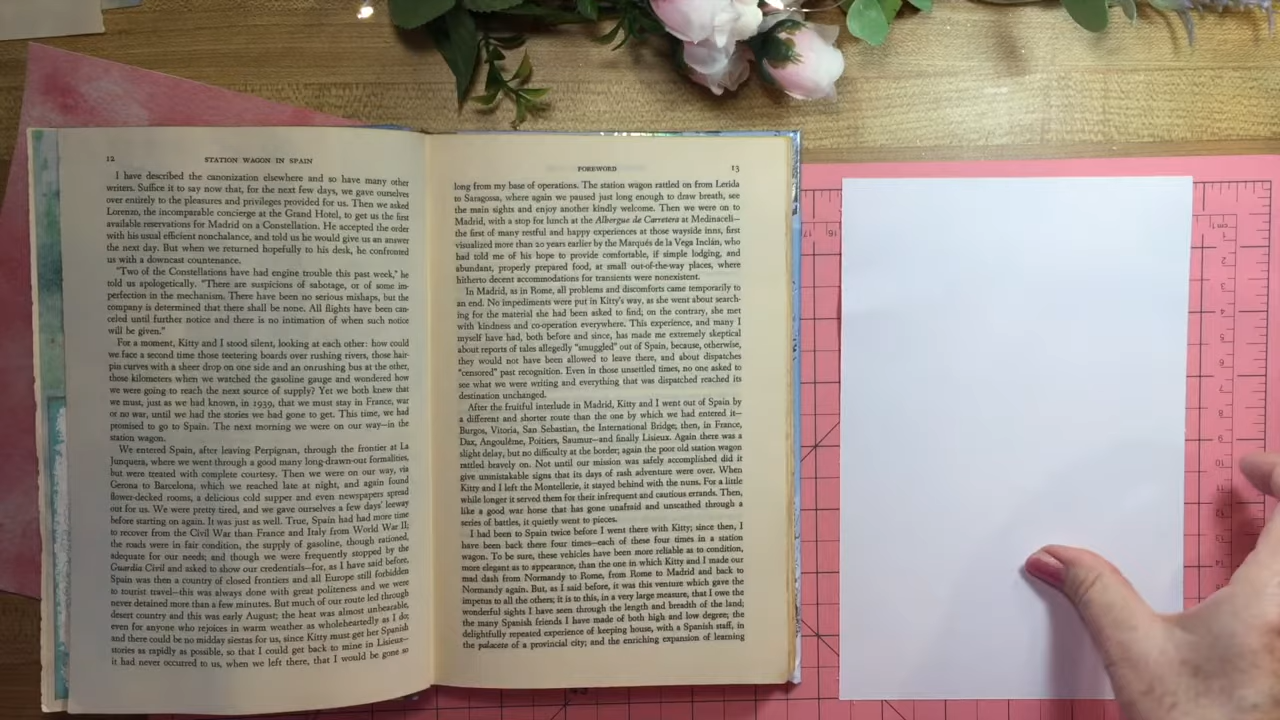 12
STATION WAGON IN SPAIN
I have described the canonization elsewhere and so have many other
writers. Suffice it to say now that, for the next few days, we gave ourselves
over entirely to the pleasures and privileges provided for us. Then we asked
Lorenzo, the incomparable concierge at the Grand Hotel, to get us the first
available reservations for Madrid on a Constellation. He accepted the order
with his usual efficient nonchalance, and told us he would give us an answer
the next day. But when we returned hopefully to his desk, he confronted
us with a downcast countenance.
"Two of the Constellations have had engine trouble this past week," he
told us apologetically. "There are suspicions of sabotage, or of some im-
perfection in the mechanism. There have been no serious mishaps, but the
company is determined that there shall be none. All flights have been can-
celed until further notice and there is no intimation of when such notice
will be given."
For a moment, Kitty and I stood silent, looking at each other: how could
we face a second time those teetering boards over rushing rivers, those hair-
pin curves with a sheer drop on one side and an onrushing bus at the other,
those kilometers when we watched the gasoline gauge and wondered how
we were going to reach the next source of supply? Yet we both knew that
we must, just as we had known, in 1939, that we must stay in France, war
or no war, until we had the stories we had gone to get. This time, we had
promised to go to Spain. The next morning we were on our way—in the
station wagon.
We entered Spain, after leaving Perpignan, through the frontier at La
Junquera, where we went through a good many long-drawn-out formalities,
but were treated with complete courtesy. Then we were on our way, via
Gerona to Barcelona, which we reached late at night, and again found
flower-decked rooms, a delicious cold supper and even newspapers spread
out for us. We were pretty tired, and we gave ourselves a few days' leeway
before starting on again. It was just as well. True, Spain had had more time
to recover from the Civil War than France and Italy from World War II;
the roads were in fair condition, the supply of gasoline, though rationed,
adequate for our needs; and though we were frequently stopped by the
Guardia Civil and asked to show our credentials—for, as I have said before,
Spain was then a country of closed frontiers and all Europe still forbidden
to tourist travel—this was always done with great politeness and we were
never detained more than a few minutes. But much of our route led through
desert country and this was early August; the heat was almost unbearable,
even for anyone who rejoices in warm weather as wholeheartedly as I do;
and there could be no midday siestas for us, since Kitty must get her Spanish
stories as rapidly as possible, so that I could get back to mine in Lisieux—
it had never occurred to us, when we left there, that I would be gone so
FOREWORD
13
long from my base of operations. The station wagon rattled on from Lerida
to Saragossa, where again we paused just long enough to draw breath, see
the main sights and enjoy another kindly welcome. Then we were on to
Madrid, with a stop for lunch at the Albergue de Carretera at Medinaceli—
the first of many restful and happy experiences at those wayside inns, first
visualized more than 20 years earlier by the Marqués de la Vega Inclán, who
had told me of his hope to provide comfortable, if simple lodging, and
abundant, properly prepared food, at small out-of-the-way places, where
hitherto decent accommodations for transients were nonexistent.
In Madrid, as in Rome, all problems and discomforts came temporarily to
an end. No impediments were put in Kitty's way, as she went about search-
ing for the material she had been asked to find; on the contrary, she met
with kindness and co-operation everywhere. This experience, and many I
myself have had, both before and since, has made me extremely skeptical
about reports of tales allegedly "smuggled" out of Spain, because, otherwise,
they would not have been allowed to leave there, and about dispatches
"censored" past recognition. Even in those unsettled times, no one asked to
see what we were writing and everything that was dispatched reached its
destination unchanged.
After the fruitful interlude in Madrid, Kitty and I went out of Spain by
a different and shorter route than the one by which we had entered it—
Burgos, Vitoria, San Sebastian, the International Bridge; then, in France,
Dax, Angoulême, Poitiers, Saumur—and finally Lisieux. Again there was a
slight delay, but no difficulty at the border; again the poor old station wagon
rattled bravely on. Not until our mission was safely accomplished did it
give unmistakable signs that its days of rash adventure were over. When
Kitty and I left the Montellerie, it stayed behind with the nuns. For a little
while longer it served them for their infrequent and cautious errands. Then,
like a good war horse that has gone unafraid and unscathed through a
series of battles, it quietly went to pieces.
I had been to Spain twice before I went there with Kitty; since then, I
have been back there four times—each of these four times in a station
wagon. To be sure, these vehicles have been more reliable as to condition,
more elegant as to appearance, than the one in which Kitty and I made our
mad dash from Normandy to Rome, from Rome to Madrid and back to
Normandy again. But, as I said before, it was this venture which gave the
impetus to all the others; it is to this, in a very large measure, that I owe the
wonderful sights I have seen through the length and breadth of the land;
the many Spanish friends I have made of both high and low degree; the
delightfully repeated experience of keeping house, with a Spanish staff, in
the palacete of a provincial city; and the enriching expansion of learning
17
16
1
2
4
5
6
7
9
10
11